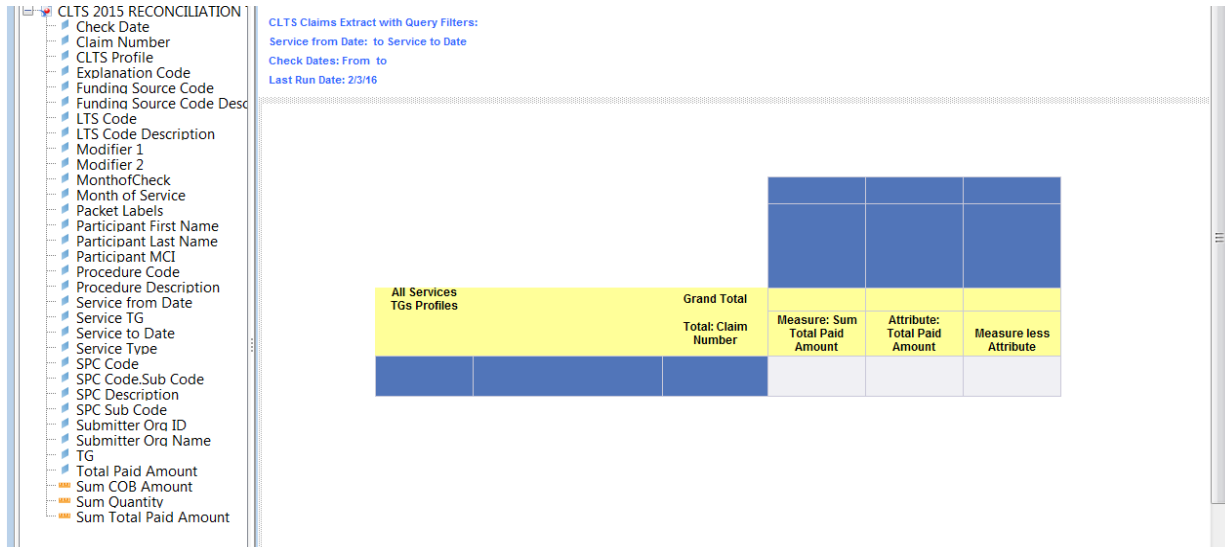 CLTS 2015 RECONCILIATION
Check Date
Claim Number
CLTS Profile
Explanation Code
Funding Source Code
Funding Source Code Desc
LTS Code
LTS Code Description
Modifier 1
Modifier 2
MonthofCheck
Month of Service
Packet Labels
Participant First Name
Participant Last Name
Participant MCI
Procedure Code
Procedure Description
Service from Date
Service TG
Service to Date
Service Type
SPC Code
SPC Code.Sub Code
SPC Description
SPC Sub Code
Submitter Org ID
Submitter Org Name
TG
Total Paid Amount
Sum COB Amount
Sum Quantity
Sum Total Paid Amount
CLTS Claims Extract with Query Filters:
Service from Date: to Service to Date
Check Dates: From to
Last Run Date: 2/3/16
All Services
TGs Profiles
Grand Total
Total: Claim
Number
Measure: Sum
Total Paid
Amount
Attribute:
Total Paid
Amount
Measure less
Attribute